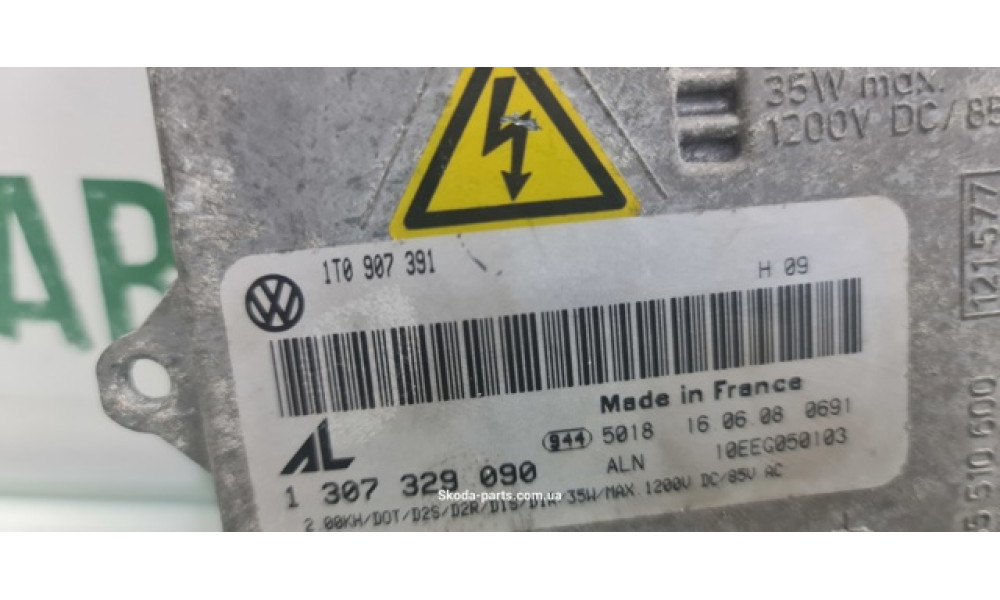 35W max.
1200V DC/85
AR
1T0 907 391
H 09
121577
Made in France
944 5018 16 06 08 0691
ALN 10EEG050103
AL
1 307 329 090
2.00KH/DOT/D2S/D2R/D1S/D1R 35W/MAX.1200V DC/85V AC
5 510 600
Skoda-parts.com.ua